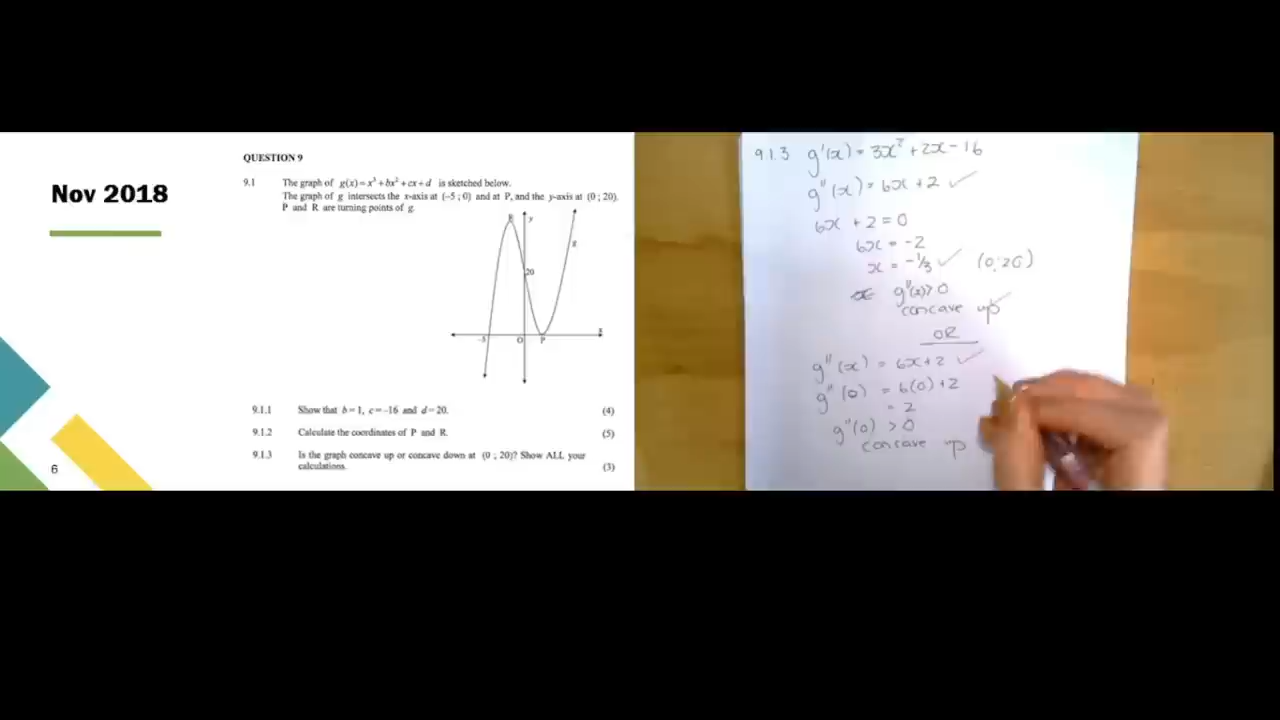 Nov 2018
6
QUESTION 9
9.1 The graph of g(x) = x³ + bx² + cx + d is sketched below.
The graph of g intersects the x-axis at (–5 ; 0) and at P, and the y-axis at (0 ; 20).
P and R are turning points of g.
R
y
g
20
x
-5
O
P
9.1.1 Show that b = 1, c = –16 and d = 20. (4)
9.1.2 Calculate the coordinates of P and R. (5)
9.1.3 Is the graph concave up or concave down at (0 ; 20)? Show ALL your
calculations. (3)
9.1.3 g'(x) = 3x² + 2x - 16
g''(x) = 6x + 2 ✓
6x + 2 = 0
6x = -2
x = -1/3 ✓ (0; 20)
g''(x) > 0
concave up
OR
g''(x) = 6x + 2 ✓
g''(0) = 6(0) + 2
= 2
g''(0) > 0
concave up